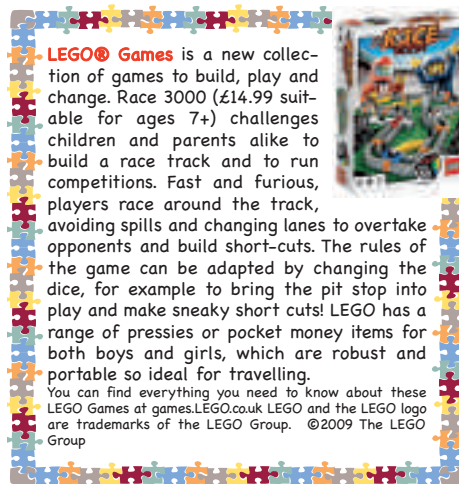 LEGO® Games is a new collec-
tion of games to build, play and
change. Race 3000 (£14.99 suit-
able for ages 7+) challenges
children and parents alike to
build a race track and to run
competitions. Fast and furious,
players race around the track,
avoiding spills and changing lanes to overtake
opponents and build short-cuts. The rules of
the game can be adapted by changing the
dice, for example to bring the pit stop into
play and make sneaky short cuts! LEGO has a
range of pressies or pocket money items for
both boys and girls, which are robust and
portable so ideal for travelling.
You can find everything you need to know about these
LEGO Games at games.LEGO.co.uk LEGO and the LEGO logo
are trademarks of the LEGO Group. ©2009 The LEGO
Group
RACE